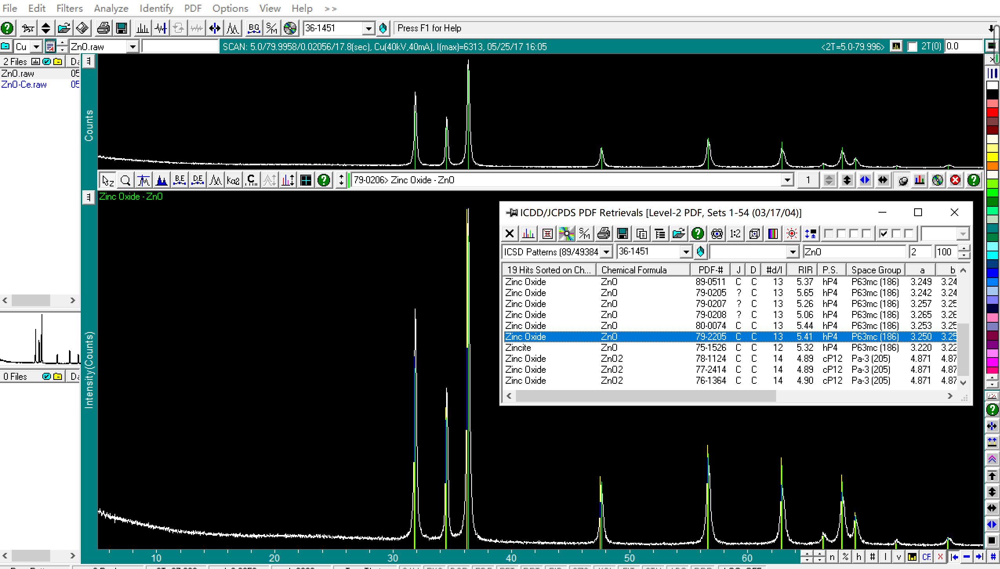 File Edit Filters Analyze Identify PDF Options View Help >>
BG S/M 36-1451 Press F1 for Help
Cu ZnO.raw SCAN: 5.0/79.9958/0.02056/17.8(sec), Cu(40kV,40mA), I(max)=6313, 05/25/17 16:05 <2T=5.0-79.996> 2T(0) 0.0
2 Files
ZnO.raw 05
ZnO-Ce.raw 05
Counts
B.E D.E kα2 C 79-0206> Zinc Oxide - ZnO 1
Zinc Oxide - ZnO
ICDD/JCPDS PDF Retrievals [Level-2 PDF, Sets 1-54 (03/17/04)]
S/M 1:2
ICSD Patterns (89/49384 36-1451 ZnO 2 100
19 Hits Sorted on Ch... Chemical Formula PDF-# J D #d/I RIR P.S. Space Group a b
Zinc Oxide ZnO 89-0511 C C 13 5.37 hP4 P63mc (186) 3.249 3.24
Zinc Oxide ZnO 79-0205 ? C 13 5.65 hP4 P63mc (186) 3.242 3.24
Zinc Oxide ZnO 79-0207 ? C 13 5.26 hP4 P63mc (186) 3.257 3.25
Zinc Oxide ZnO 79-0208 ? C 13 5.06 hP4 P63mc (186) 3.265 3.26
Zinc Oxide ZnO 80-0074 C C 13 5.44 hP4 P63mc (186) 3.253 3.25
Zinc Oxide ZnO 79-2205 C C 13 5.41 hP4 P63mc (186) 3.250 3.25
Zincite ZnO 75-1526 C C 12 5.32 hP4 P63mc (186) 3.220 3.22
Zinc Oxide ZnO2 78-1124 C C 14 4.89 cP12 Pa-3 (205) 4.871 4.87
Zinc Oxide ZnO2 77-2414 C C 14 4.89 cP12 Pa-3 (205) 4.871 4.87
Zinc Oxide ZnO2 76-1364 C C 14 4.90 cP12 Pa-3 (205) 4.871 4.87
0 Files
Intensity(Counts)
10 20 30 40 50 60 n % h # l v CF. X #